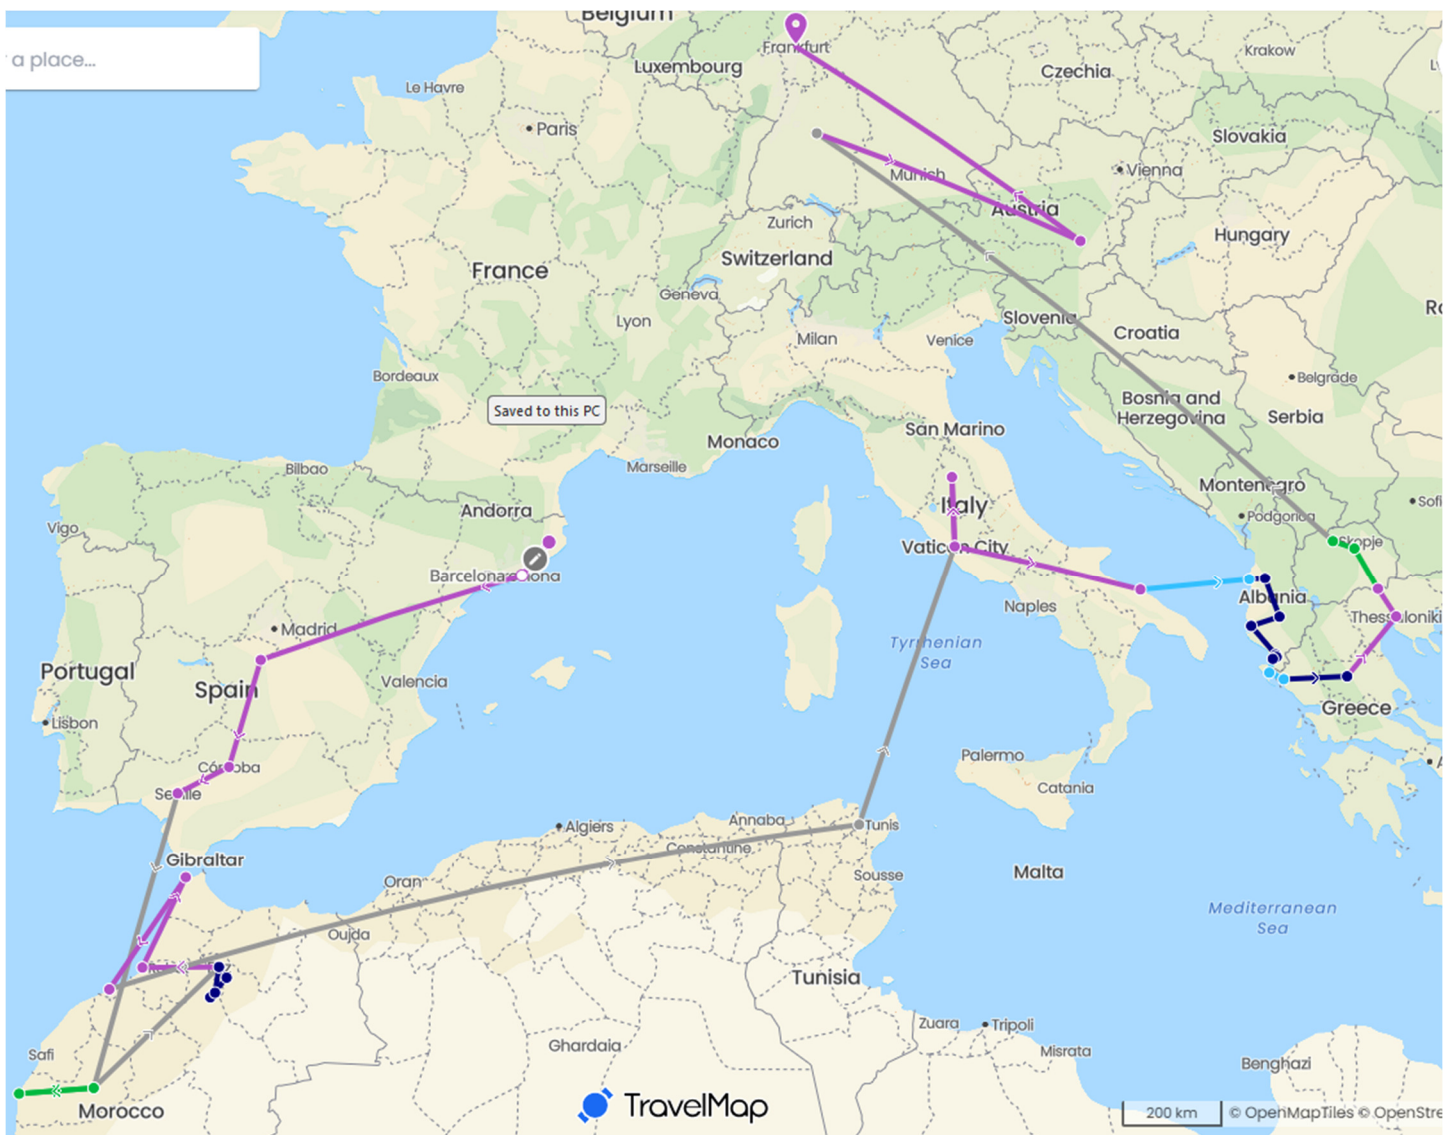 Belgium
a place...
Frankfurt
Krakow
Luxembourg
Czechia
Le Havre
Paris
Slovakia
Munich
Vienna
Austria
Zurich
Hungary
Switzerland
France
Geneva
Slovenia
Lyon
Croatia
Milan
Venice
Bordeaux
Belgrade
Bosnia and
Herzegovina
Saved to this PC
Serbia
San Marino
Monaco
Bilbao
Marseille
Montenegro
Andorra
Italy
Podgorica
Vigo
Skopje
Vatican City
Barcelona
Albania
Naples
Thessaloniki
Madrid
Tyrrhenian
Sea
Portugal
Spain
Valencia
Greece
Lisbon
Palermo
Córdoba
Catania
Seville
Annaba
Tunis
Algiers
Constantine
Gibraltar
Malta
Sousse
Oran
Mediterranean
Sea
Oujda
Tunisia
Zuara
Tripoli
Safi
Ghardaia
Misrata
Benghazi
Morocco
TravelMap
200 km
© OpenMapTiles © OpenStre